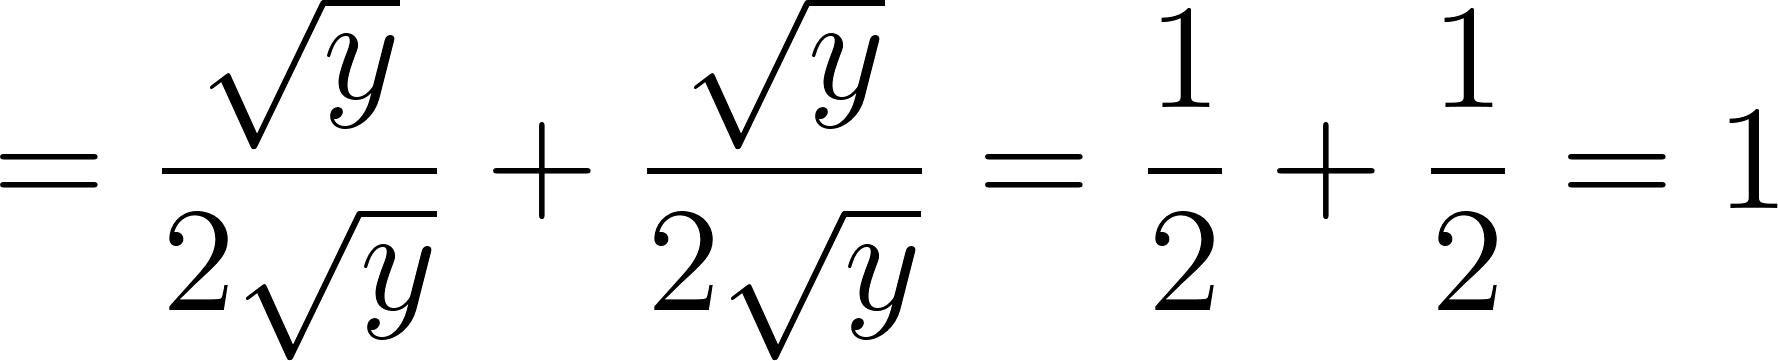 = \frac{\sqrt{y}}{2\sqrt{y}} + \frac{\sqrt{y}}{2\sqrt{y}} = \frac{1}{2} + \frac{1}{2} = 1